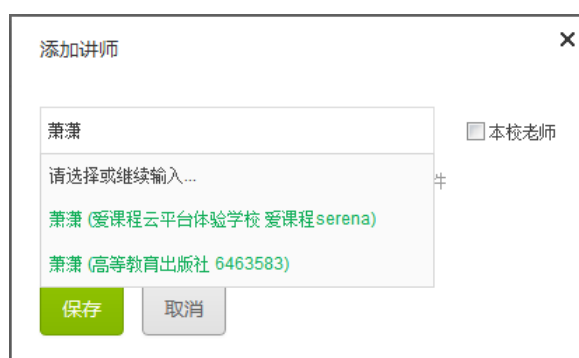 添加讲师
萧潇
本校老师
请选择或继续输入...
件
萧潇 (爱课程云平台体验学校 爱课程serena)
萧潇 (高等教育出版社 6463583)
保存
取消